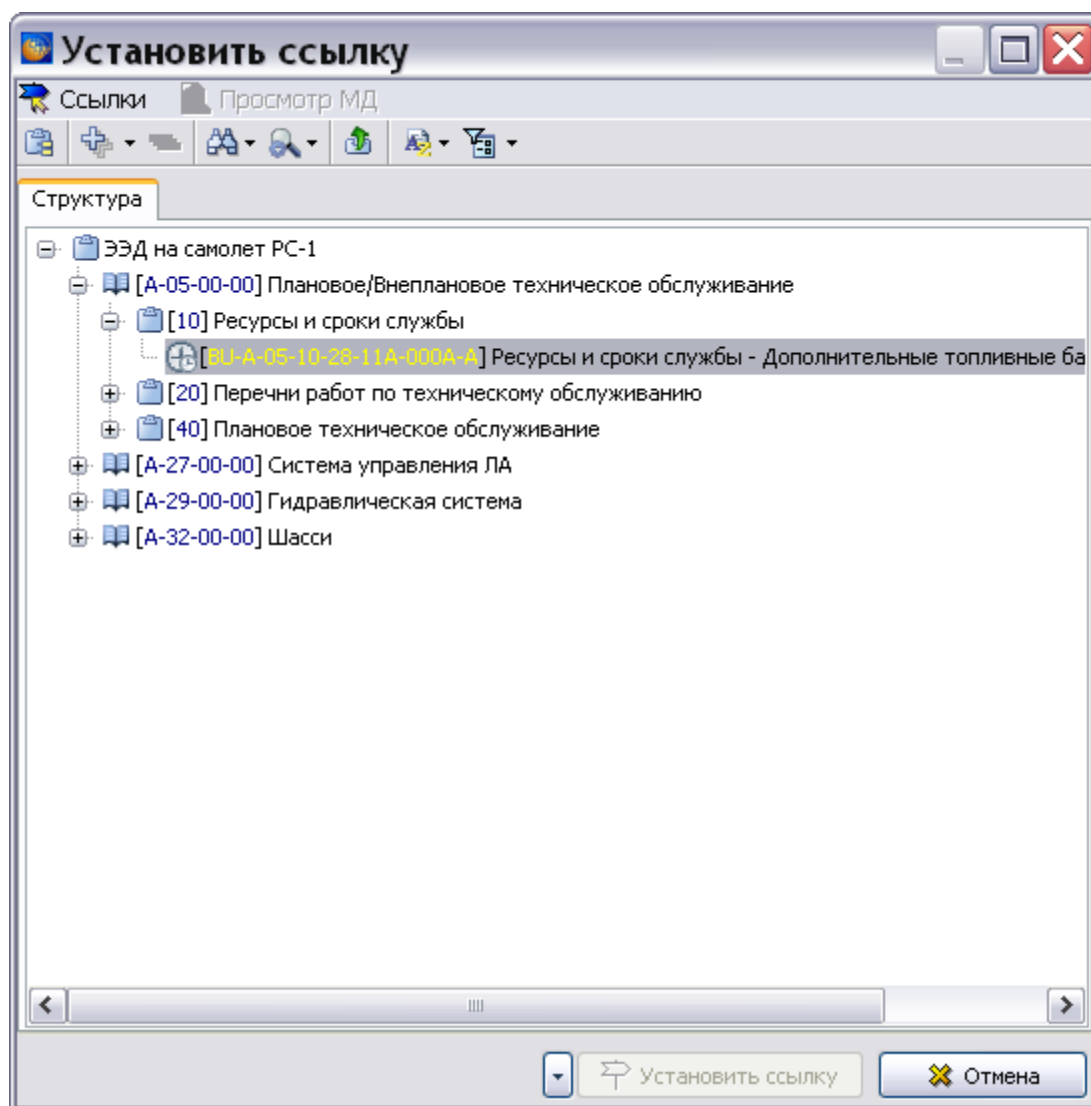 Установить ссылку
Ссылки Просмотр МД
Структура
ЭЭД на самолет РС-1
[A-05-00-00] Плановое/Внеплановое техническое обслуживание
[10] Ресурсы и сроки службы
[BU-A-05-10-28-11A-000A-A] Ресурсы и сроки службы - Дополнительные топливные ба
[20] Перечни работ по техническому обслуживанию
[40] Плановое техническое обслуживание
[A-27-00-00] Система управления ЛА
[A-29-00-00] Гидравлическая система
[A-32-00-00] Шасси
Установить ссылку Отмена